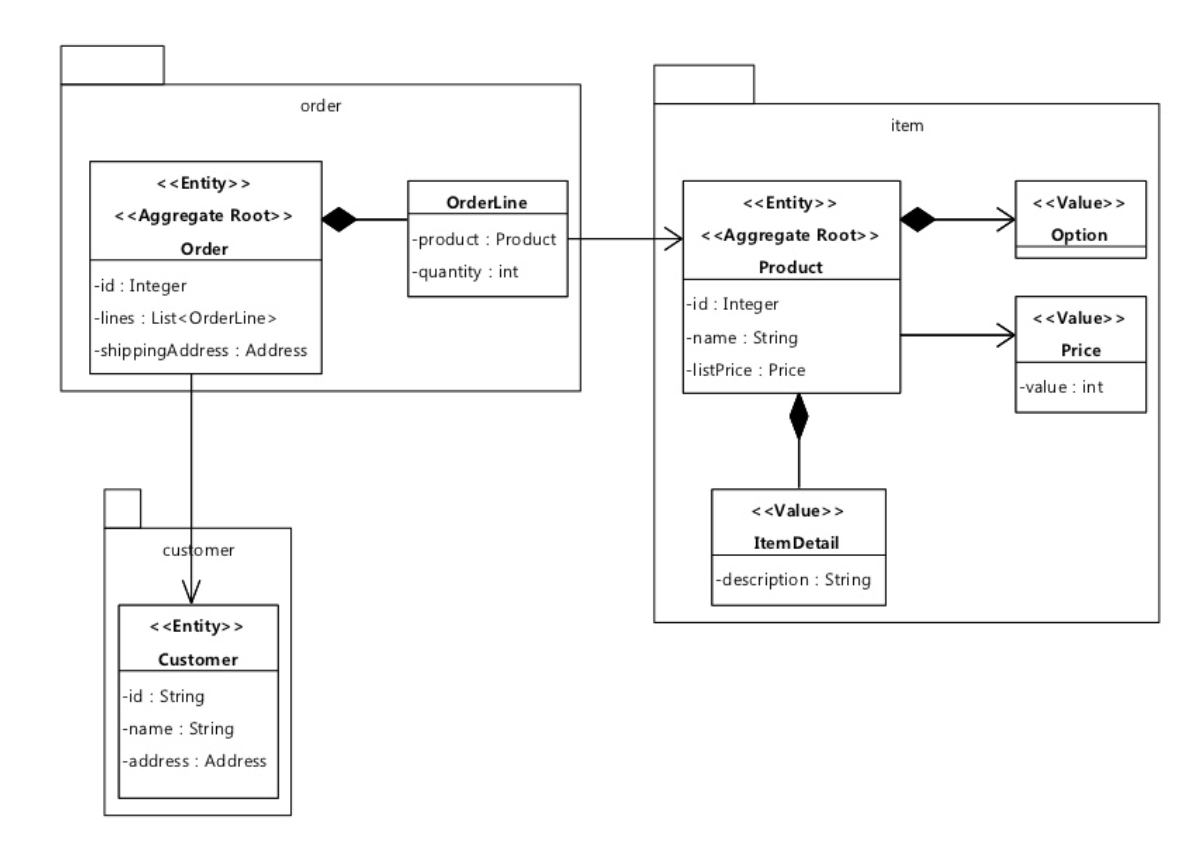 order
<<Entity>>
<<Aggregate Root>>
Order
-id : Integer
-lines : List<OrderLine>
-shippingAddress : Address
OrderLine
-product : Product
-quantity : int
item
<<Entity>>
<<Aggregate Root>>
Product
-id : Integer
-name : String
-listPrice : Price
<<Value>>
Option
<<Value>>
Price
-value : int
<<Value>>
ItemDetail
-description : String
customer
<<Entity>>
Customer
-id : String
-name : String
-address : Address